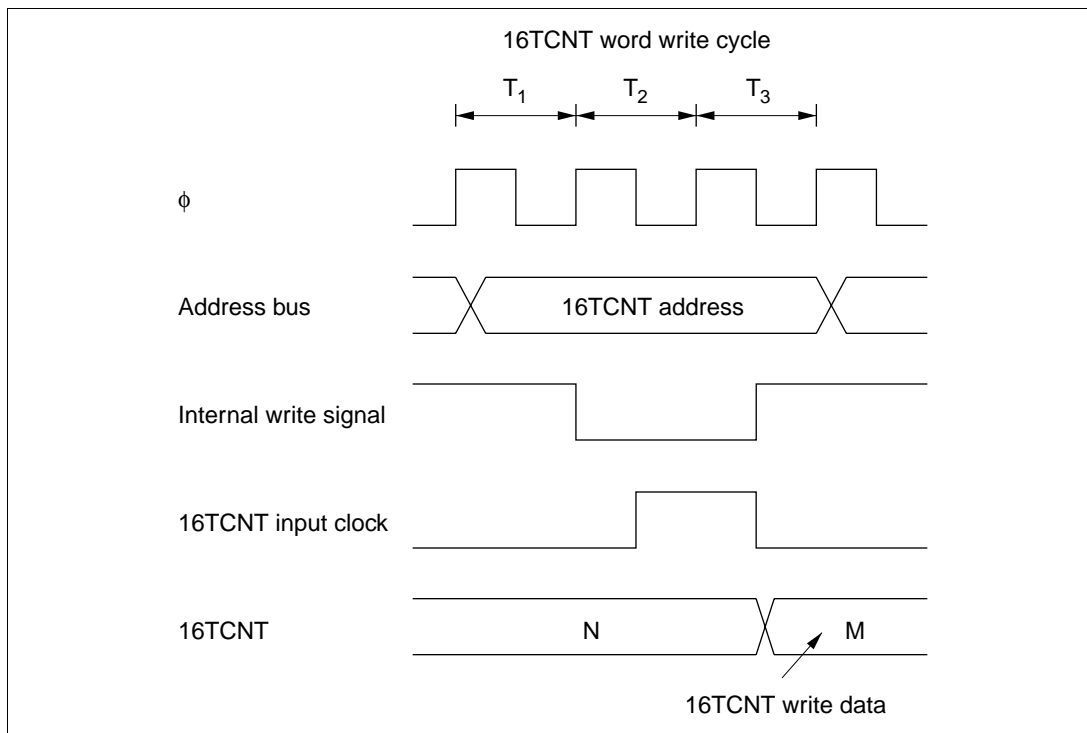 16TCNT word write cycle
T1 T2 T3
ϕ
Address bus
16TCNT address
Internal write signal
16TCNT input clock
16TCNT
N
M
16TCNT write data